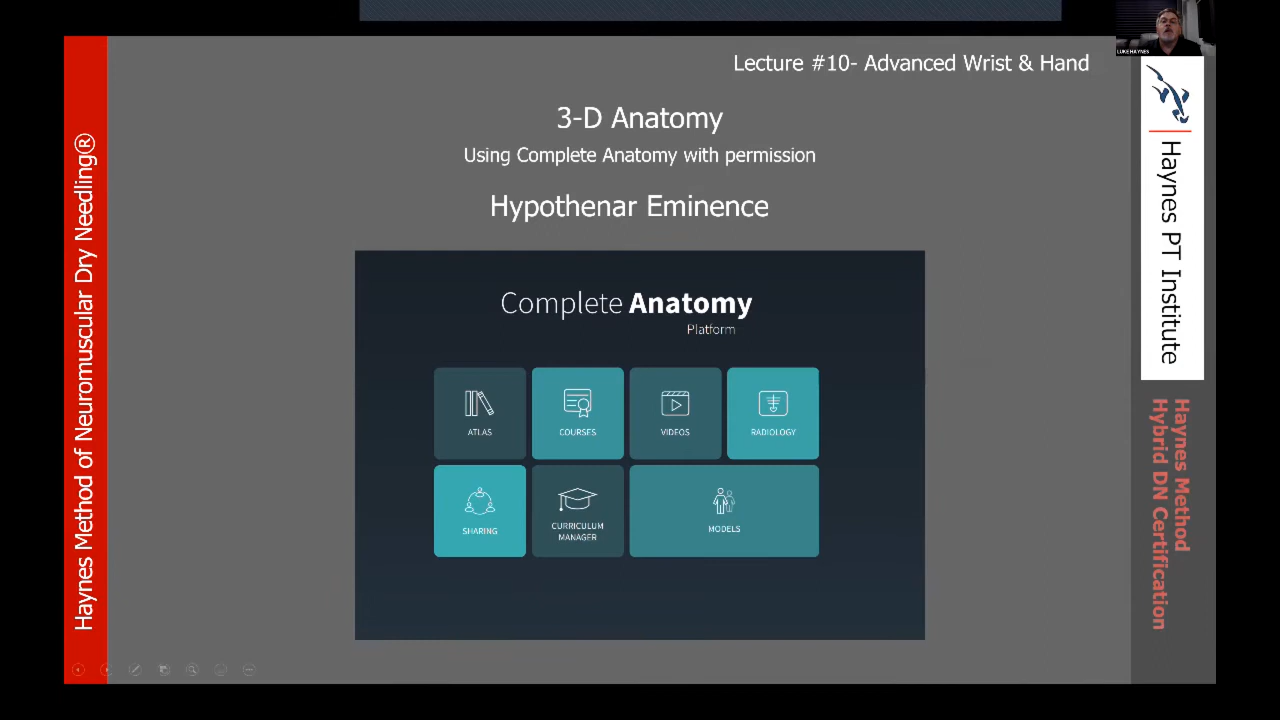 Lecture #10- Advanced Wrist & Hand
LUKE HAYNES
3-D Anatomy
Using Complete Anatomy with permission
Hypothenar Eminence
Complete Anatomy
Platform
ATLAS
COURSES
VIDEOS
RADIOLOGY
SHARING
CURRICULUM
MANAGER
MODELS
Haynes Method of Neuromuscular Dry Needling®
Haynes PT Institute
Haynes Method
Hybrid DN Certification